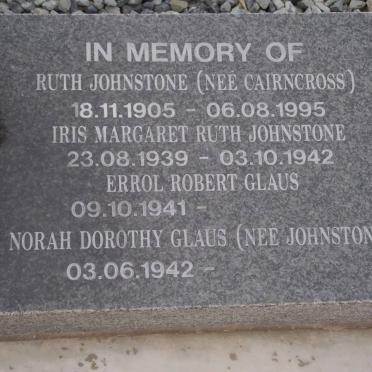 IN MEMORY OF
RUTH JOHNSTONE (NEE CAIRNCROSS)
18.11.1905 - 06.08.1995
IRIS MARGARET RUTH JOHNSTONE
23.08.1939 - 03.10.1942
ERROL ROBERT GLAUS
09.10.1941 -
NORAH DOROTHY GLAUS (NEE JOHNSTON
03.06.1942 -